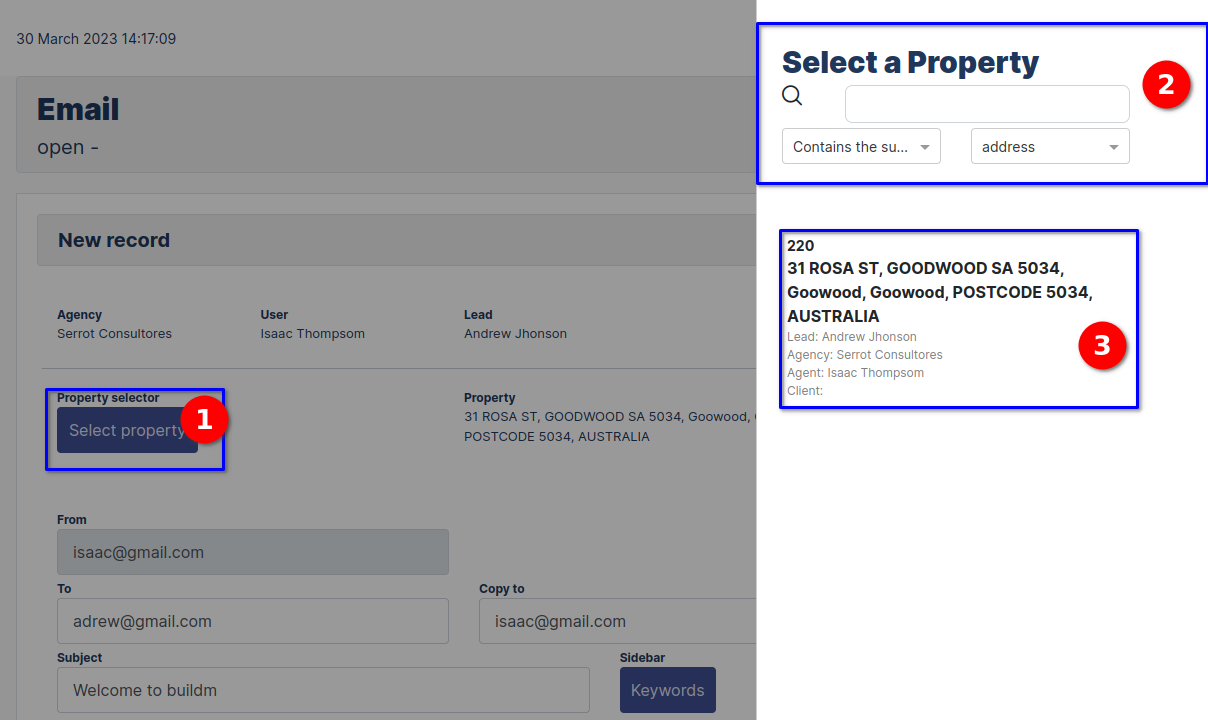 30 March 2023 14:17:09
Email
open -
New record
Agency
Serrot Consultores
User
Isaac Thompsom
Lead
Andrew Jhonson
Property selector
Select property
1
Property
31 ROSA ST, GOODWOOD SA 5034, Goowood,
POSTCODE 5034, AUSTRALIA
From
isaac@gmail.com
To
adrew@gmail.com
Copy to
isaac@gmail.com
Subject
Welcome to buildm
Sidebar
Keywords
Select a Property
2
Contains the su...
address
220
31 ROSA ST, GOODWOOD SA 5034,
Goowood, Goowood, POSTCODE 5034,
AUSTRALIA
Lead: Andrew Jhonson
Agency: Serrot Consultores
Agent: Isaac Thompsom
Client:
3